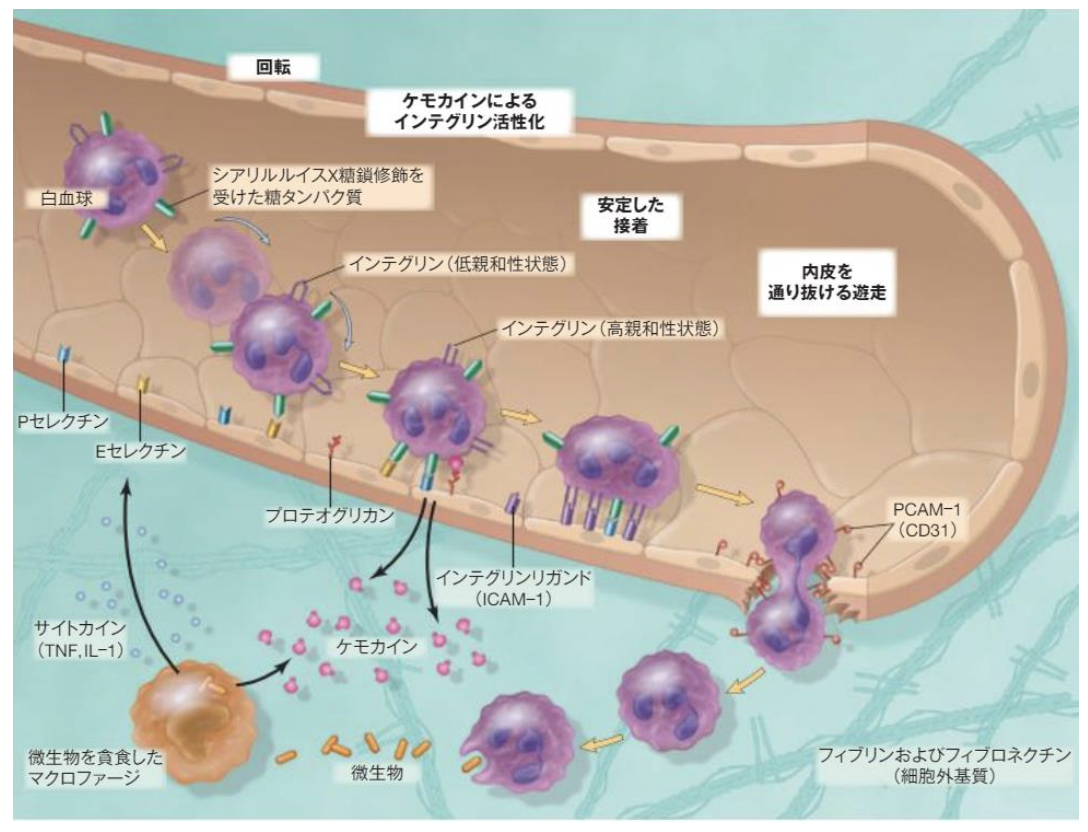 回転
ケモカインによる
インテグリン活性化
シアリルルイスX糖鎖修飾を
受けた糖タンパク質
白血球
安定した
接着
内皮を
通り抜ける遊走
インテグリン（低親和性状態）
インテグリン（高親和性状態）
Pセレクチン
Eセレクチン
プロテオグリカン
PCAM−1
（CD31）
インテグリンリガンド
（ICAM−1）
サイトカイン
（TNF,IL−1）
ケモカイン
微生物を貪食した
マクロファージ
微生物
フィブリンおよびフィブロネクチン
（細胞外基質）